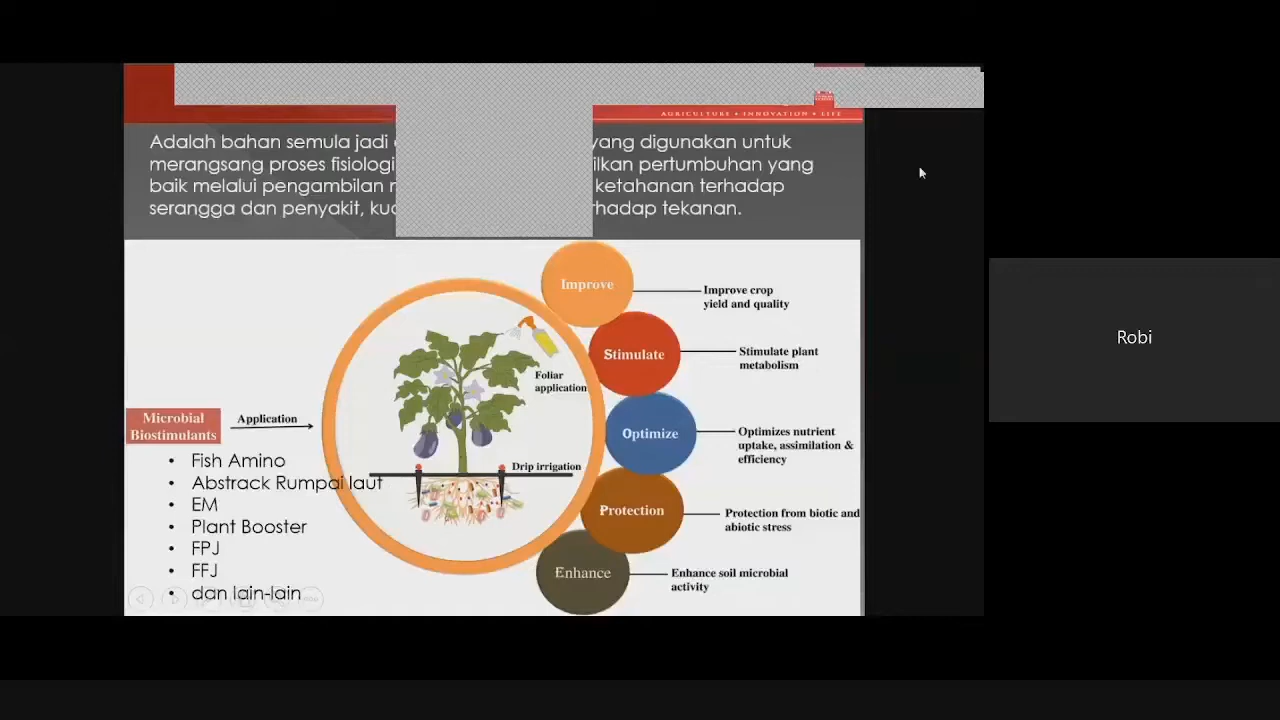 AGRICULTURE • INNOVATION • LIFE
Adalah bahan semula jadi yang digunakan untuk
merangsang proses fisiologi pertumbuhan yang
baik melalui pengambilan ketahanan terhadap
serangga dan penyakit, tekanan.
Improve
Improve crop
yield and quality
Stimulate
Stimulate plant
metabolism
Foliar
application
Robi
Microbial
Biostimulants
Application
Optimize
Optimizes nutrient
uptake, assimilation &
efficiency
Drip irrigation
• Fish Amino
• Abstrack Rumpai laut
• EM
• Plant Booster
• FPJ
• FFJ
• dan lain-lain
Protection
Protection from biotic and
abiotic stress
Enhance
Enhance soil microbial
activity